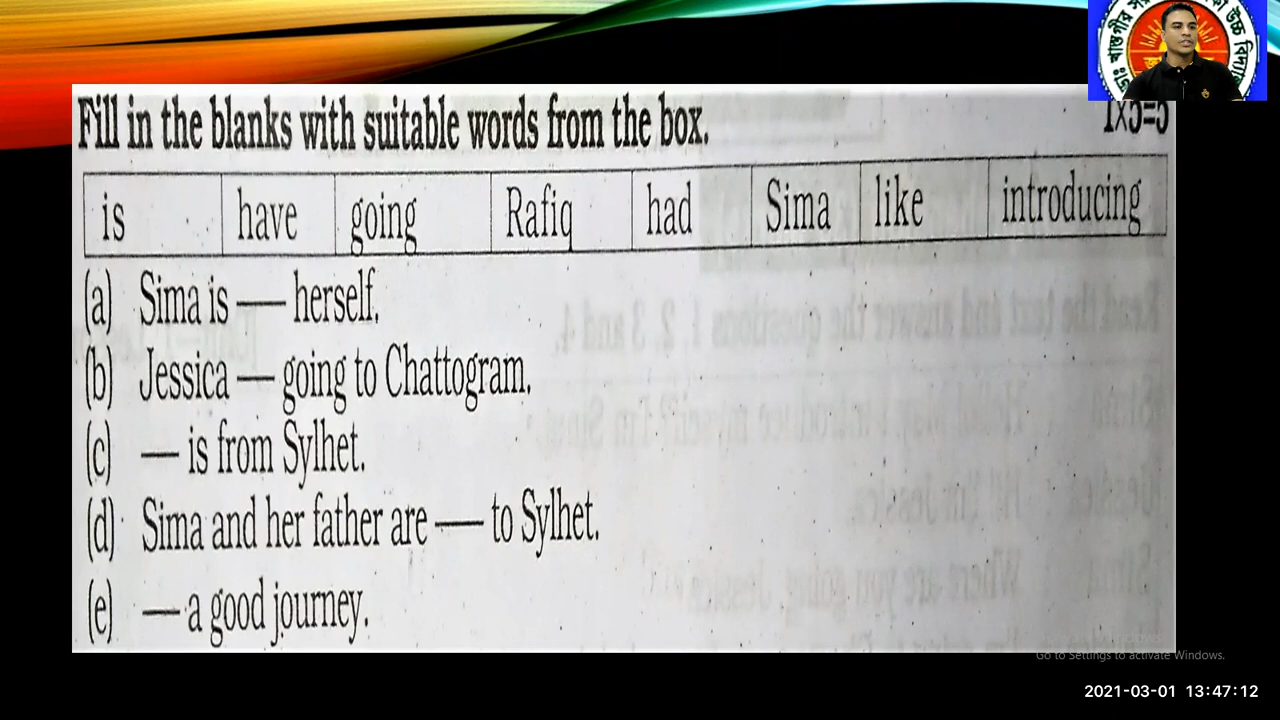 Fill in the blanks with suitable words from the box.
1x5=5
is have going Rafiq had Sima like introducing
(a) Sima is — herself.
(b) Jessica — going to Chattogram.
(c) — is from Sylhet.
(d) Sima and her father are — to Sylhet.
(e) — a good journey.
Go to Settings to activate Windows.
2021-03-01 13:47:12